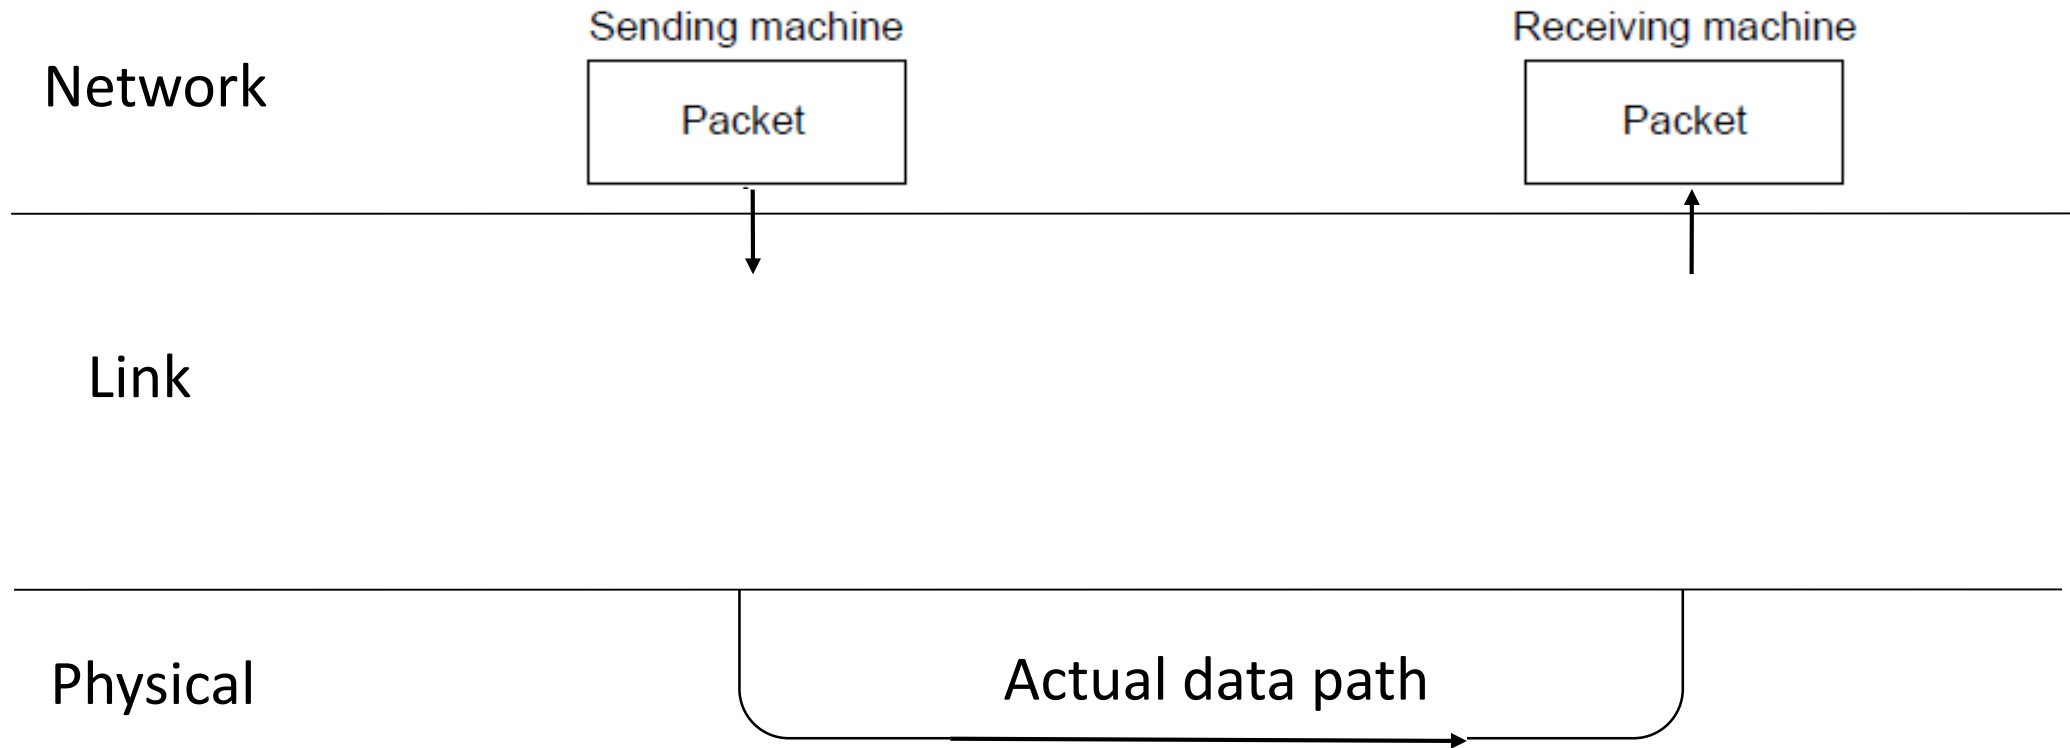 Sending machine
Receiving machine
Network
Packet
Packet
Link
Physical
Actual data path